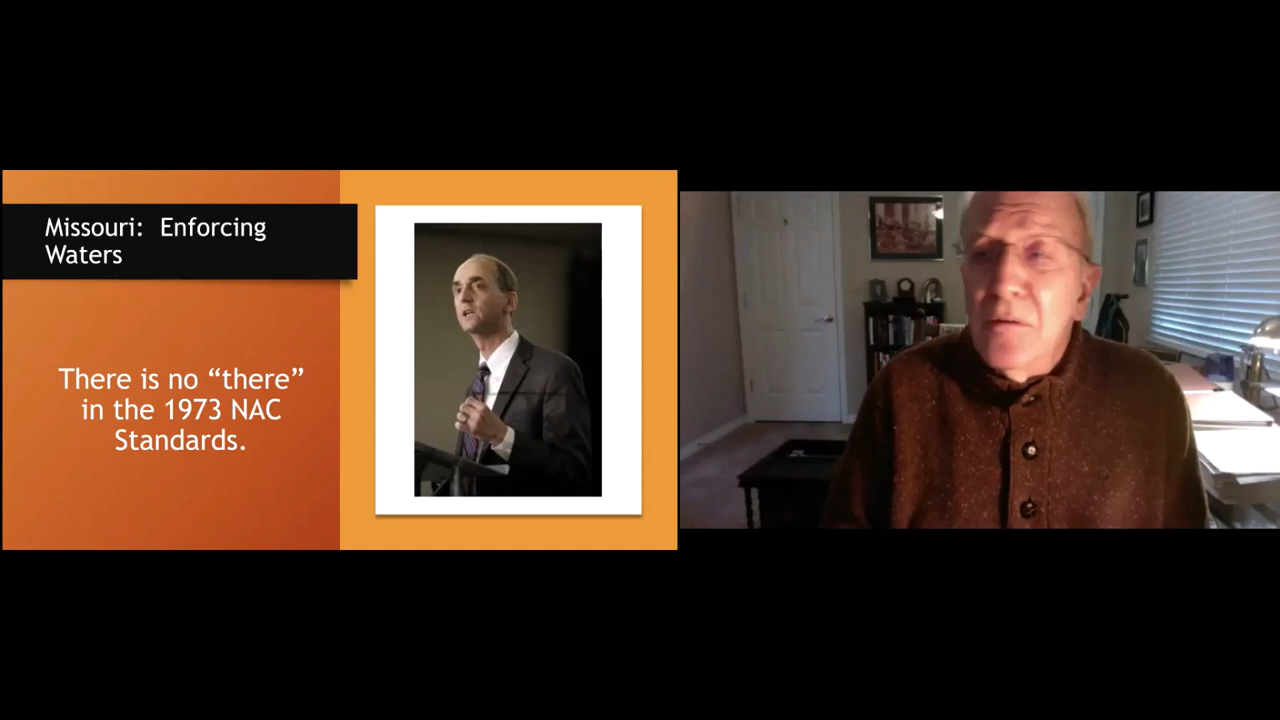 Missouri:  Enforcing
Waters
There is no “there”
in the 1973 NAC
Standards.